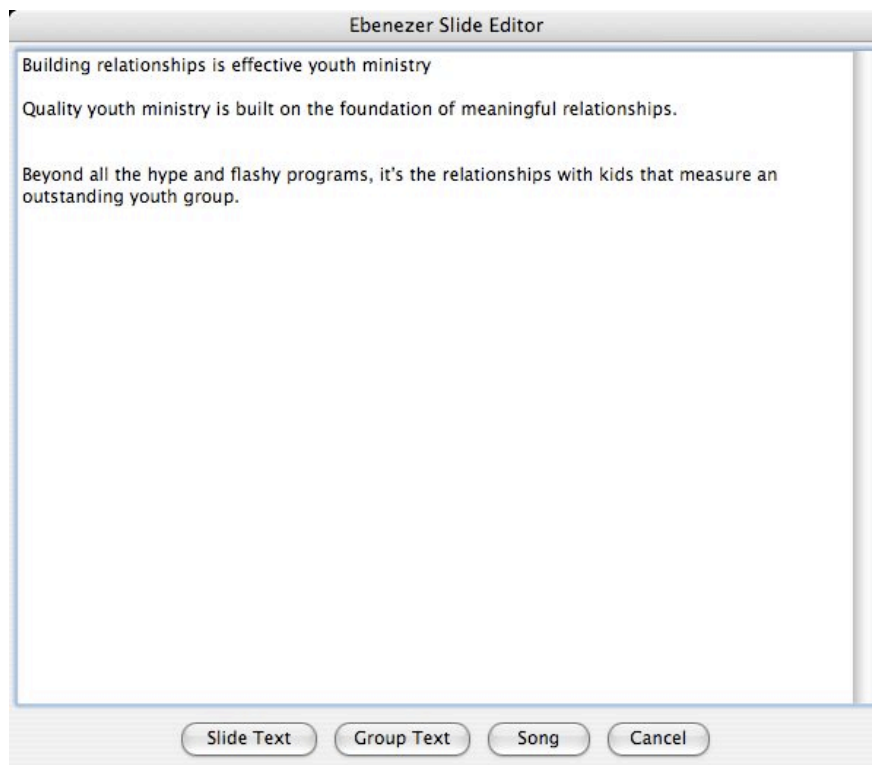 Ebenezer Slide Editor
Building relationships is effective youth ministry
Quality youth ministry is built on the foundation of meaningful relationships.
Beyond all the hype and flashy programs, it's the relationships with kids that measure an
outstanding youth group.
Slide Text Group Text Song Cancel